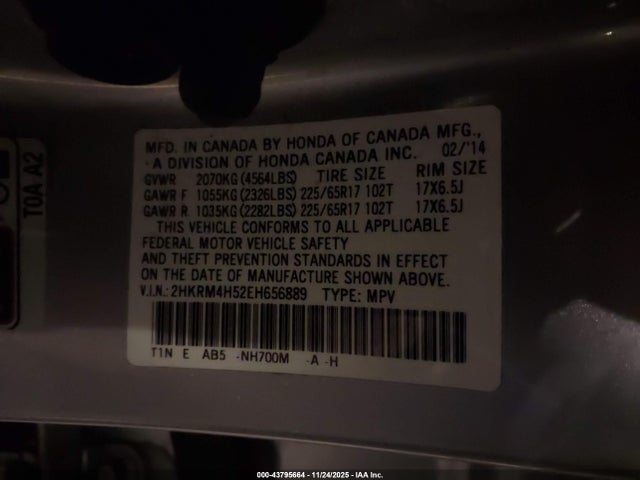 MFD. IN CANADA BY HONDA OF CANADA MFG.,
A DIVISION OF HONDA CANADA INC. 02/'14
GVWR 2070KG(4564LBS) TIRE SIZE RIM SIZE
GAWR F 1055KG(2326LBS) 225/65R17 102T 17X6.5J
GAWR R 1035KG(2282LBS) 225/65R17 102T 17X6.5J
THIS VEHICLE CONFORMS TO ALL APPLICABLE
FEDERAL MOTOR VEHICLE SAFETY
AND THEFT PREVENTION STANDARDS IN EFFECT
ON THE DATE OF MANUFACTURE SHOWN ABOVE.
V.I.N.: 2HKRM4H52EH656889 TYPE: MPV
T1N E AB5 -NH700M -A -H
T0A A2
000-43795664 - 11/24/2025 - IAA Inc.